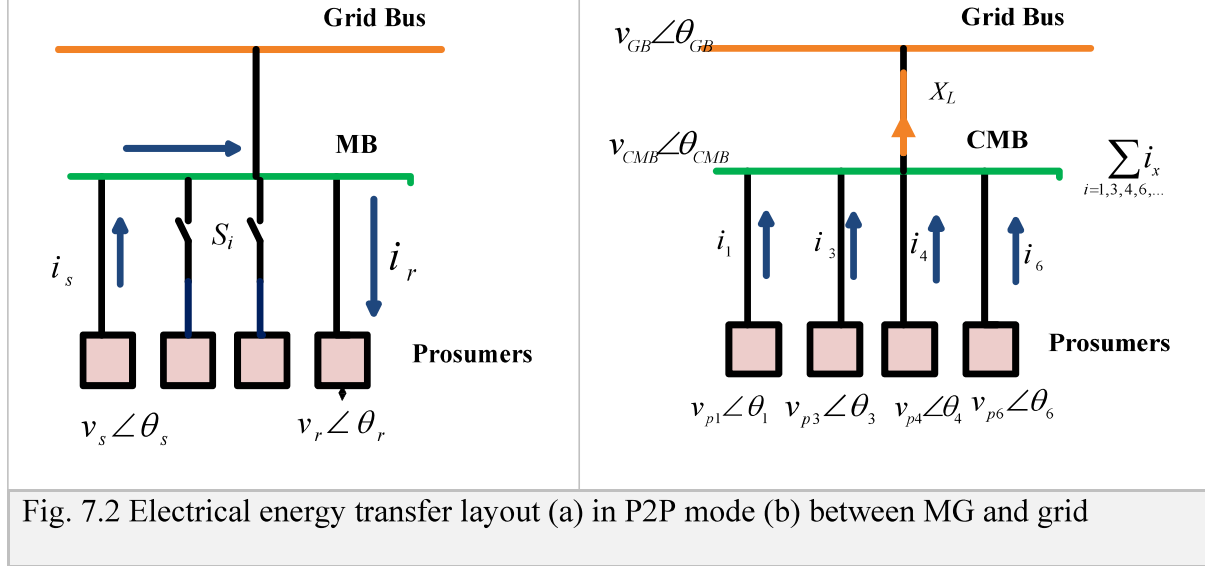 Grid Bus
MB
S_i
i_s
i_r
Prosumers
v_s∠θ_s
v_r∠θ_r
Grid Bus
v_GB∠θ_GB
X_L
v_CMB∠θ_CMB
CMB
∑ i_x
i=1,3,4,6,...
i_1
i_3
i_4
i_6
Prosumers
v_p1∠θ_1
v_p3∠θ_3
v_p4∠θ_4
v_p6∠θ_6
Fig. 7.2 Electrical energy transfer layout (a) in P2P mode (b) between MG and grid